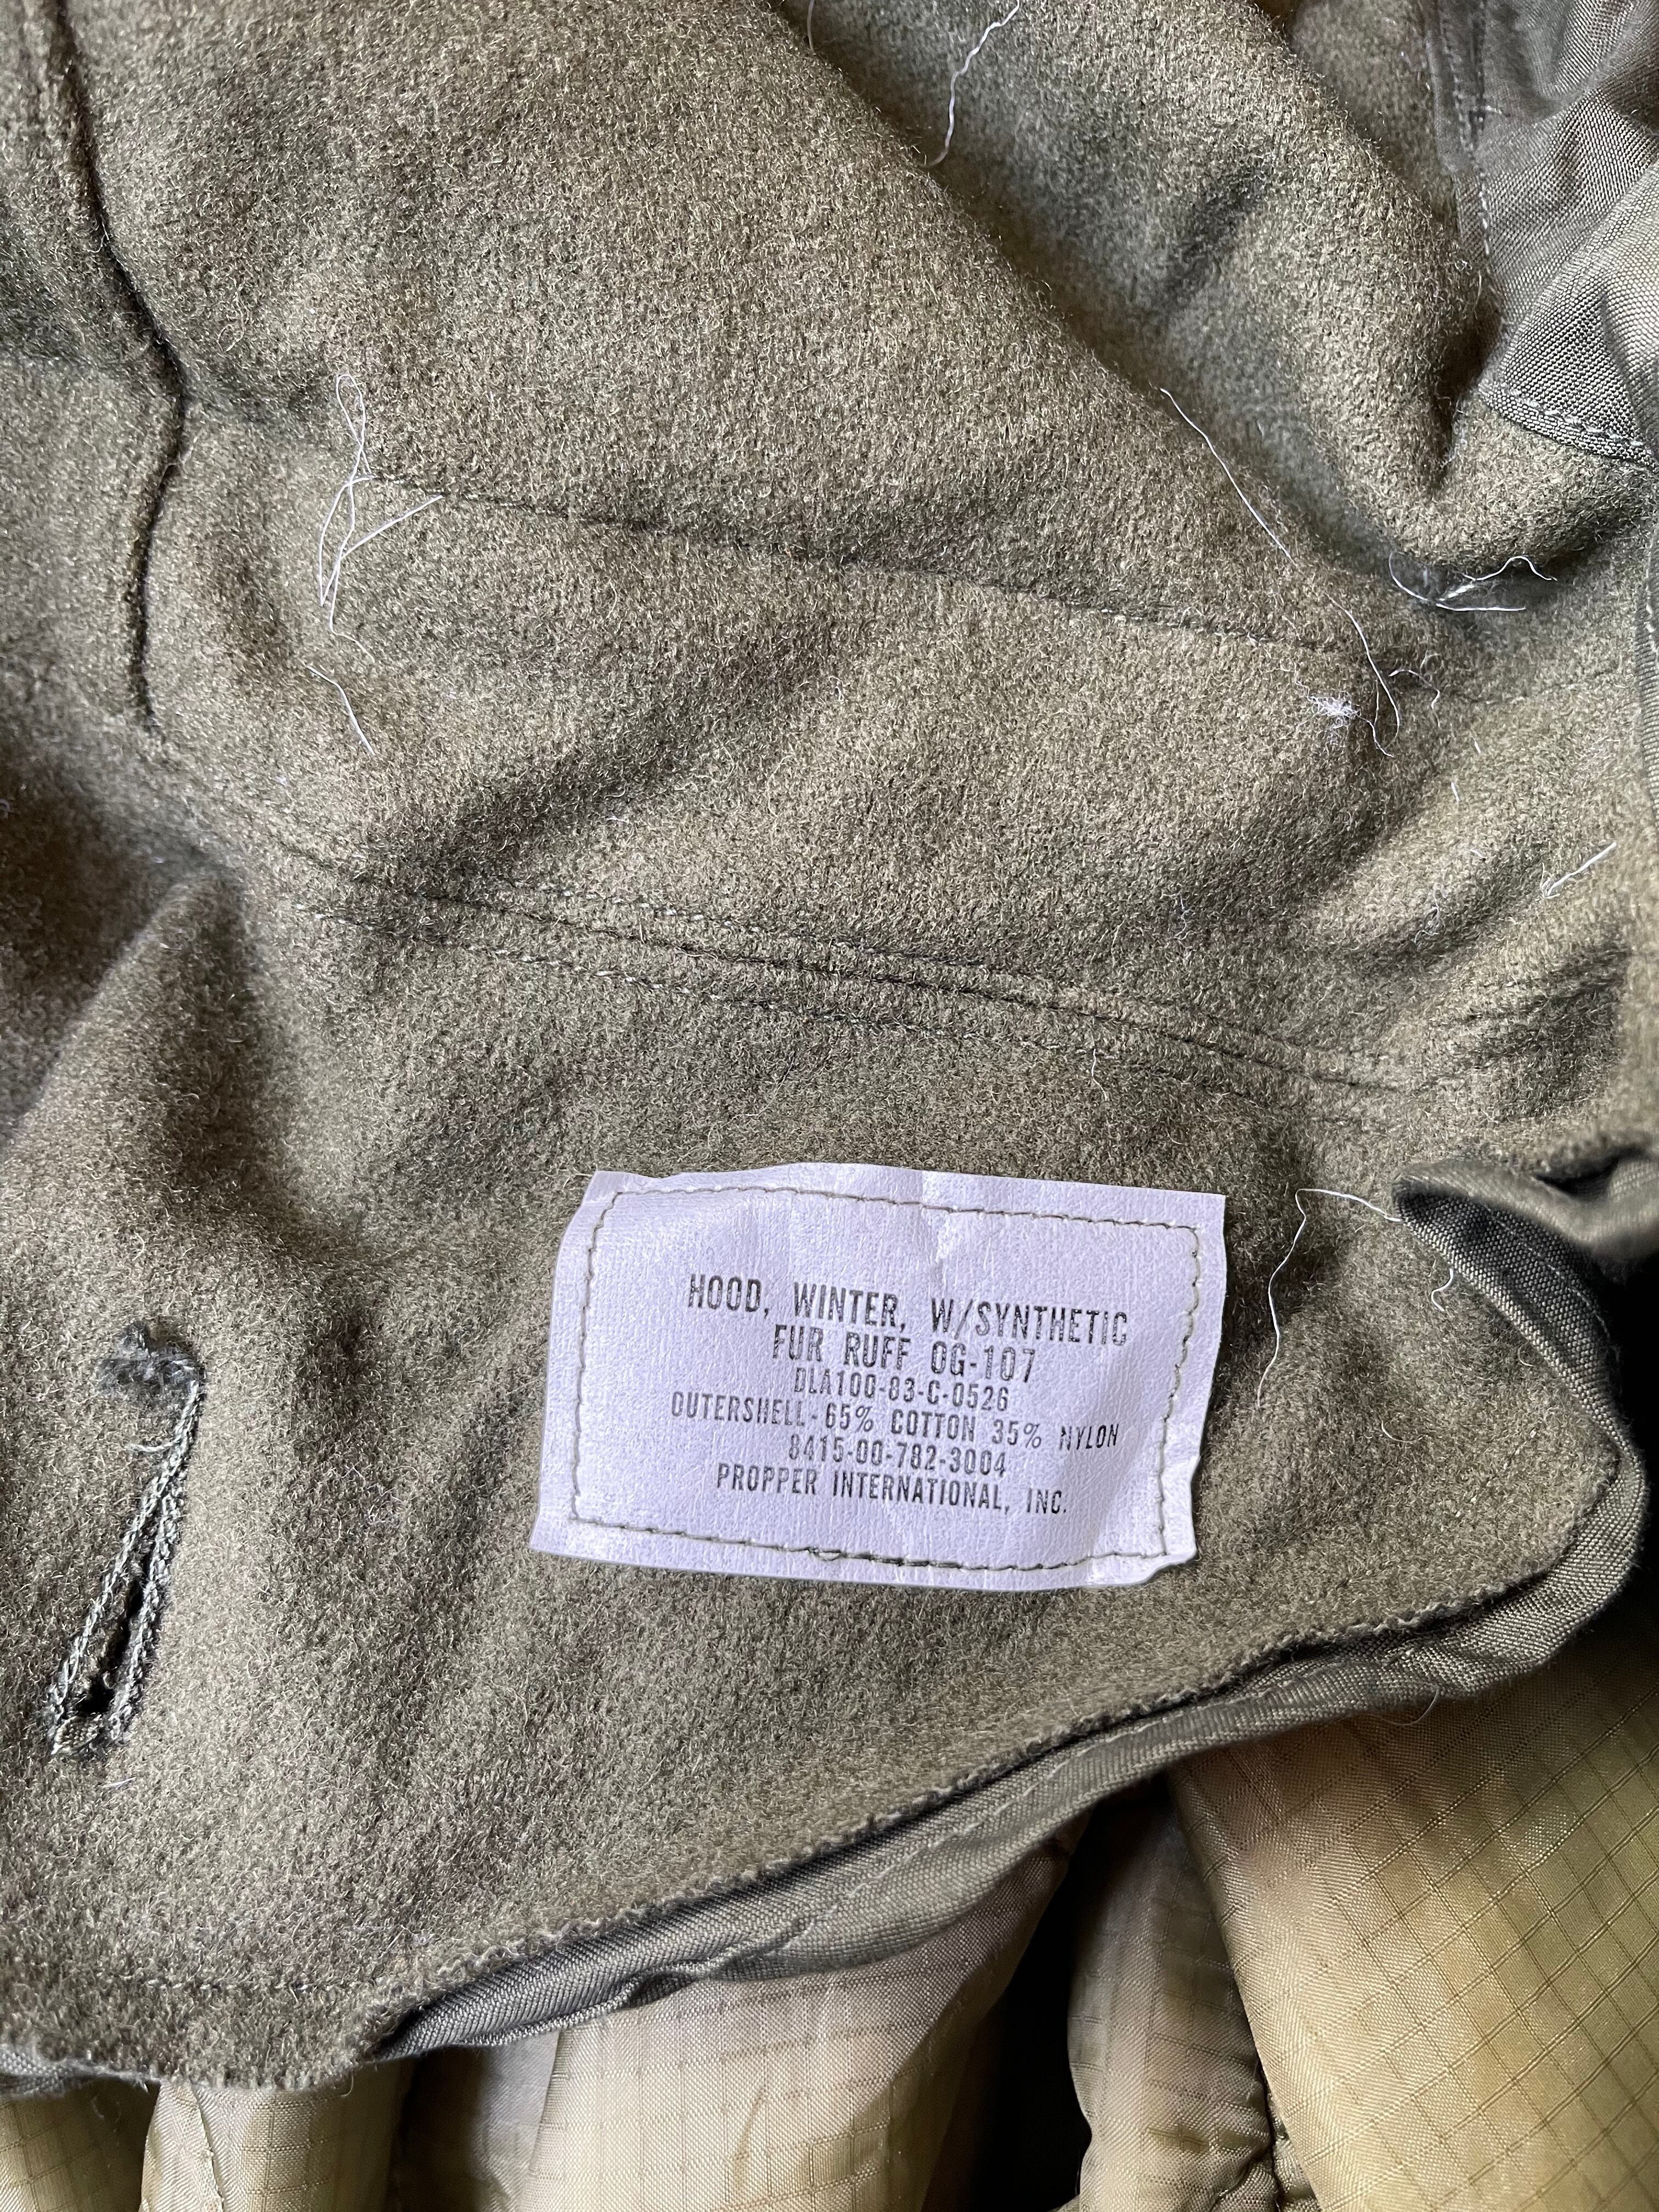 HOOD, WINTER, W/SYNTHETIC
FUR RUFF OG-107
DLA100-83-C-0526
OUTERSHELL-65% COTTON 35% NYLON
8415-00-782-3004
PROPPER INTERNATIONAL, INC.